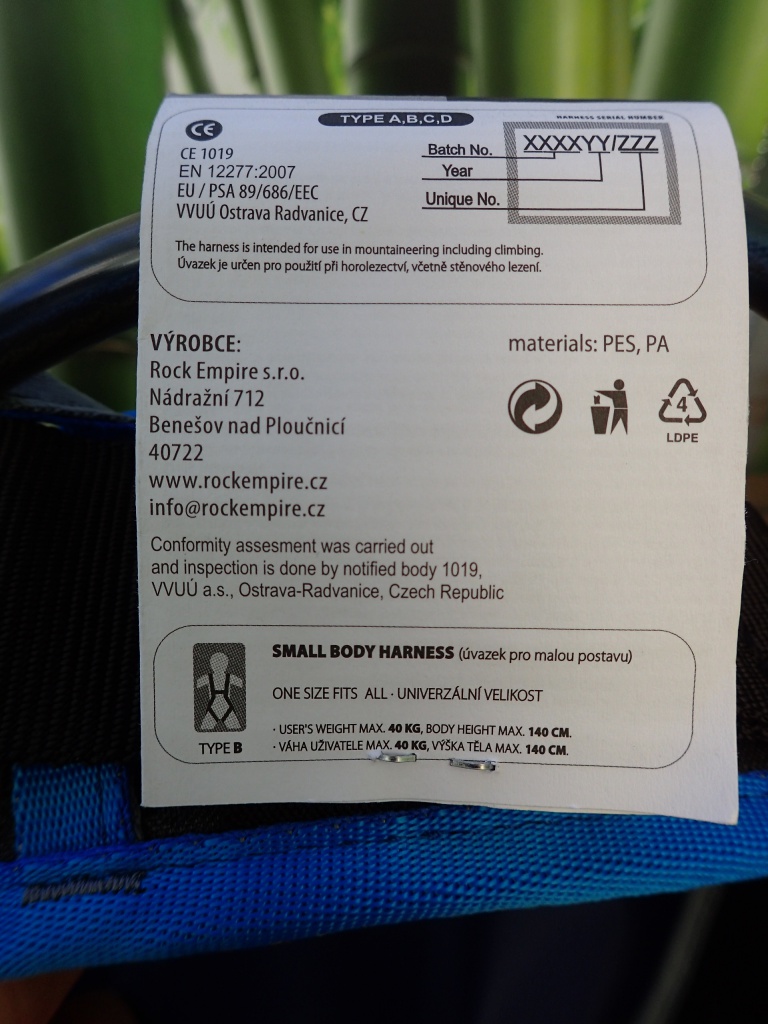 TYPE A,B,C,D
HARNESS SERIAL NUMBER
CE
CE 1019
EN 12277:2007
EU / PSA 89/686/EEC
VVUÚ Ostrava Radvanice, CZ
Batch No.
XXXXYY/ZZZ
Year
Unique No.
The harness is intended for use in mountaineering including climbing.
Úvazek je určen pro použití při horolezectví, včetně stěnového lezení.
VÝROBCE:
Rock Empire s.r.o.
Nádražní 712
Benešov nad Ploučnicí
40722
www.rockempire.cz
info@rockempire.cz
materials: PES, PA
4
LDPE
Conformity assesment was carried out
and inspection is done by notified body 1019,
VVUÚ a.s., Ostrava-Radvanice, Czech Republic
SMALL BODY HARNESS (úvazek pro malou postavu)
ONE SIZE FITS ALL · UNIVERZÁLNÍ VELIKOST
· USER'S WEIGHT MAX. 40 KG, BODY HEIGHT MAX. 140 CM.
· VÁHA UŽIVATELE MAX. 40 KG, VÝŠKA TĚLA MAX. 140 CM.
TYPE B